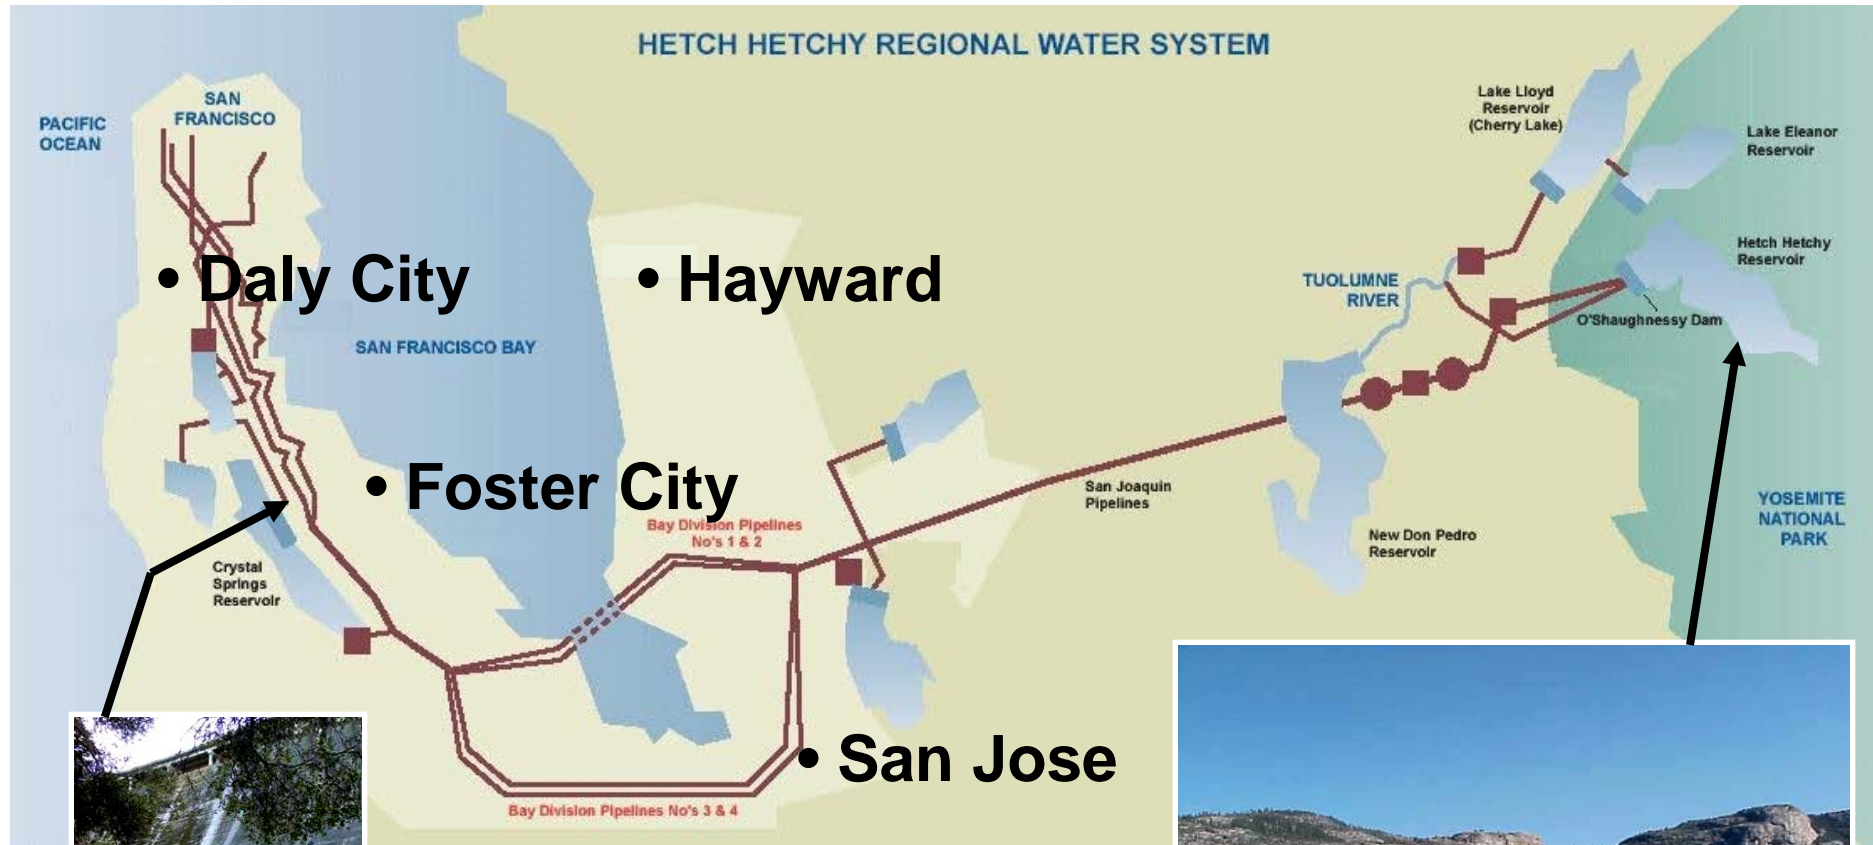 HETCH HETCHY REGIONAL WATER SYSTEM
SAN
FRANCISCO
PACIFIC
OCEAN
Lake Lloyd
Reservoir
(Cherry Lake)
Lake Eleanor
Reservoir
Hetch Hetchy
Reservoir
• Daly City
• Hayward
TUOLUMNE
RIVER
O'Shaughnessy Dam
SAN FRANCISCO BAY
• Foster City
San Joaquin
Pipelines
Bay Division Pipelines
No's 1 & 2
New Don Pedro
Reservoir
YOSEMITE
NATIONAL
PARK
Crystal
Springs
Reservoir
• San Jose
Bay Division Pipelines No's 3 & 4